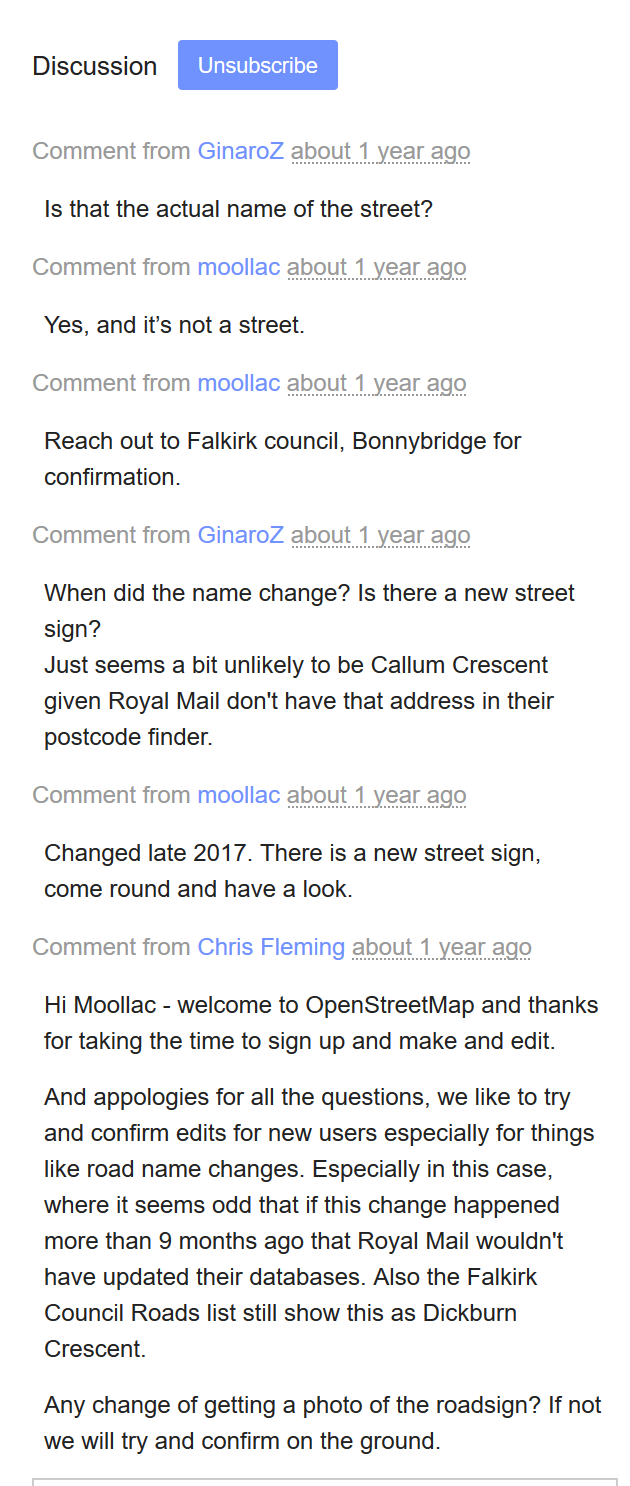 Discussion Unsubscribe
Comment from GinaroZ about 1 year ago
Is that the actual name of the street?
Comment from moollac about 1 year ago
Yes, and it’s not a street.
Comment from moollac about 1 year ago
Reach out to Falkirk council, Bonnybridge for
confirmation.
Comment from GinaroZ about 1 year ago
When did the name change? Is there a new street
sign?
Just seems a bit unlikely to be Callum Crescent
given Royal Mail don't have that address in their
postcode finder.
Comment from moollac about 1 year ago
Changed late 2017. There is a new street sign,
come round and have a look.
Comment from Chris Fleming about 1 year ago
Hi Moollac - welcome to OpenStreetMap and thanks
for taking the time to sign up and make and edit.
And appologies for all the questions, we like to try
and confirm edits for new users especially for things
like road name changes. Especially in this case,
where it seems odd that if this change happened
more than 9 months ago that Royal Mail wouldn't
have updated their databases. Also the Falkirk
Council Roads list still show this as Dickburn
Crescent.
Any change of getting a photo of the roadsign? If not
we will try and confirm on the ground.